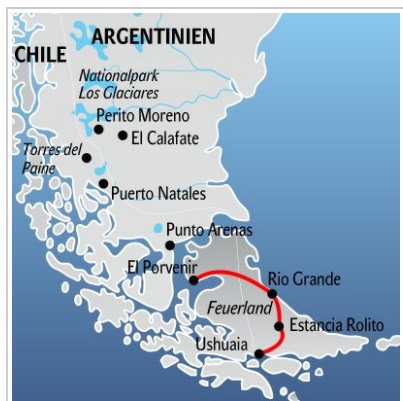 ARGENTINIEN
CHILE
Nationalpark
Los Glaciares
Perito Moreno
El Calafate
Torres del
Paine
Puerto Natales
Punto Arenas
El Porvenir
Rio Grande
Feuerland
Estancia Rolito
Ushuaia